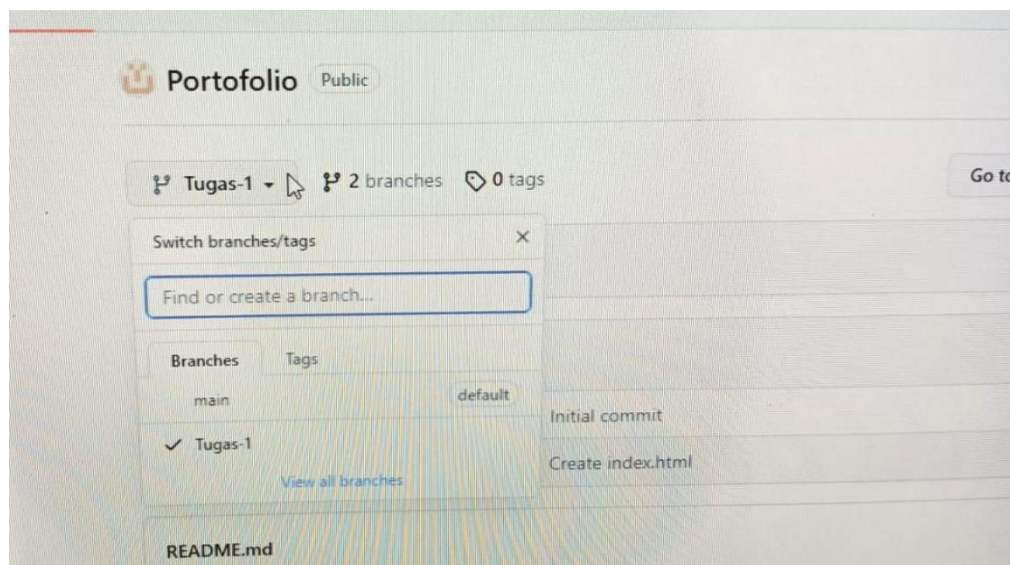 Portofolio Public
Tugas-1 2 branches 0 tags
Go to
Switch branches/tags
Find or create a branch...
Branches Tags
main default
Initial commit
Tugas-1
Create index.html
View all branches
README.md